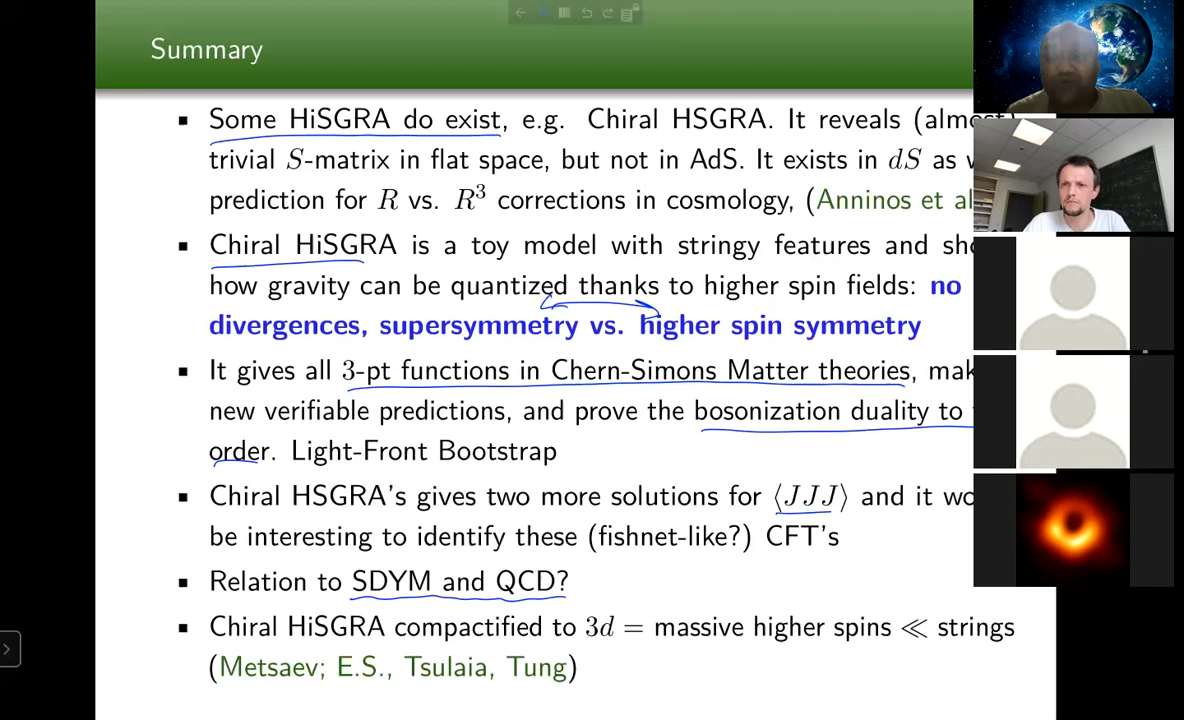 Summary
Some HiSGRA do exist, e.g. Chiral HSGRA. It reveals (almost)
trivial S-matrix in flat space, but not in AdS. It exists in dS as
prediction for R vs. R³ corrections in cosmology, (Anninos et al
Chiral HiSGRA is a toy model with stringy features and
how gravity can be quantized thanks to higher spin fields: no
divergences, supersymmetry vs. higher spin symmetry
It gives all 3-pt functions in Chern-Simons Matter theories,
new verifiable predictions, and prove the bosonization duality to
order. Light-Front Bootstrap
Chiral HSGRA's gives two more solutions for ⟨JJJ⟩ and it
be interesting to identify these (fishnet-like?) CFT's
Relation to SDYM and QCD?
Chiral HiSGRA compactified to 3d = massive higher spins ≪ strings
(Metsaev; E.S., Tsulaia, Tung)